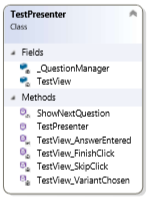 TestPresenter
Class
Fields
_QuestionManager
TestView
Methods
ShowNextQuestion
TestPresenter
TestView_AnswerEntered
TestView_FinishClick
TestView_SkipClick
TestView_VariantChosen